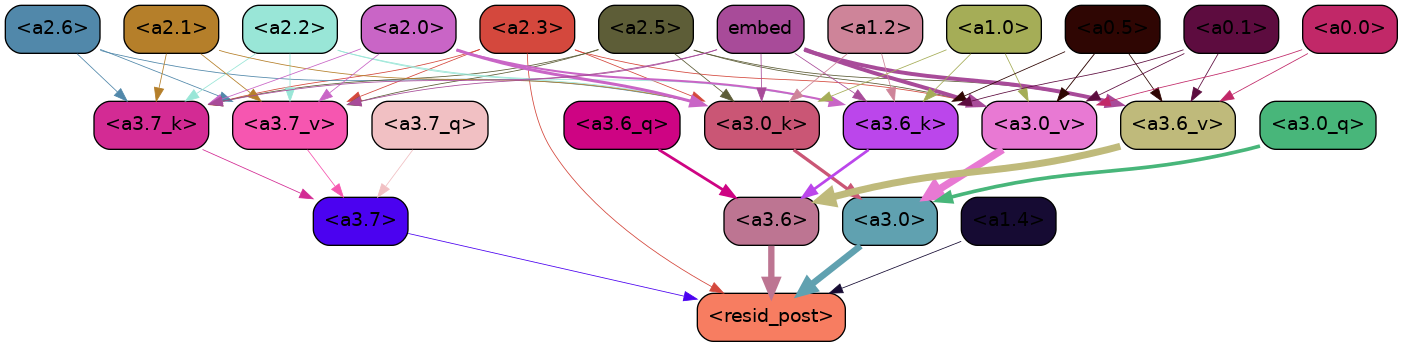 <a2.6> <a2.1> <a2.2> <a2.0> <a2.3> <a2.5> embed <a1.2> <a1.0> <a0.5> <a0.1> <a0.0>
<a3.7_k> <a3.7_v> <a3.7_q> <a3.6_q> <a3.0_k> <a3.6_k> <a3.0_v> <a3.6_v> <a3.0_q>
<a3.7> <a3.6> <a3.0> <a1.4>
<resid_post>